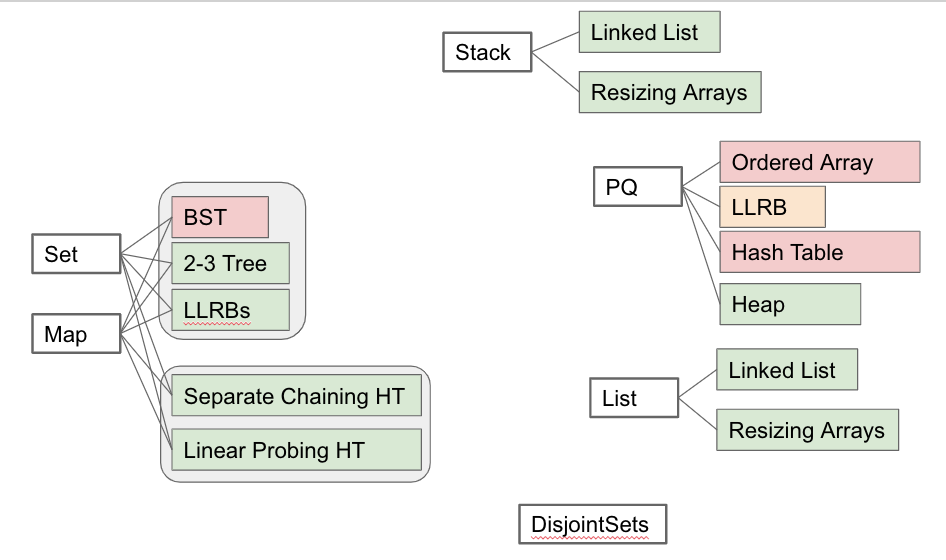 Stack
Linked List
Resizing Arrays
PQ
Ordered Array
LLRB
Hash Table
Heap
Set
Map
BST
2-3 Tree
LLRBs
Separate Chaining HT
Linear Probing HT
List
Linked List
Resizing Arrays
DisjointSets